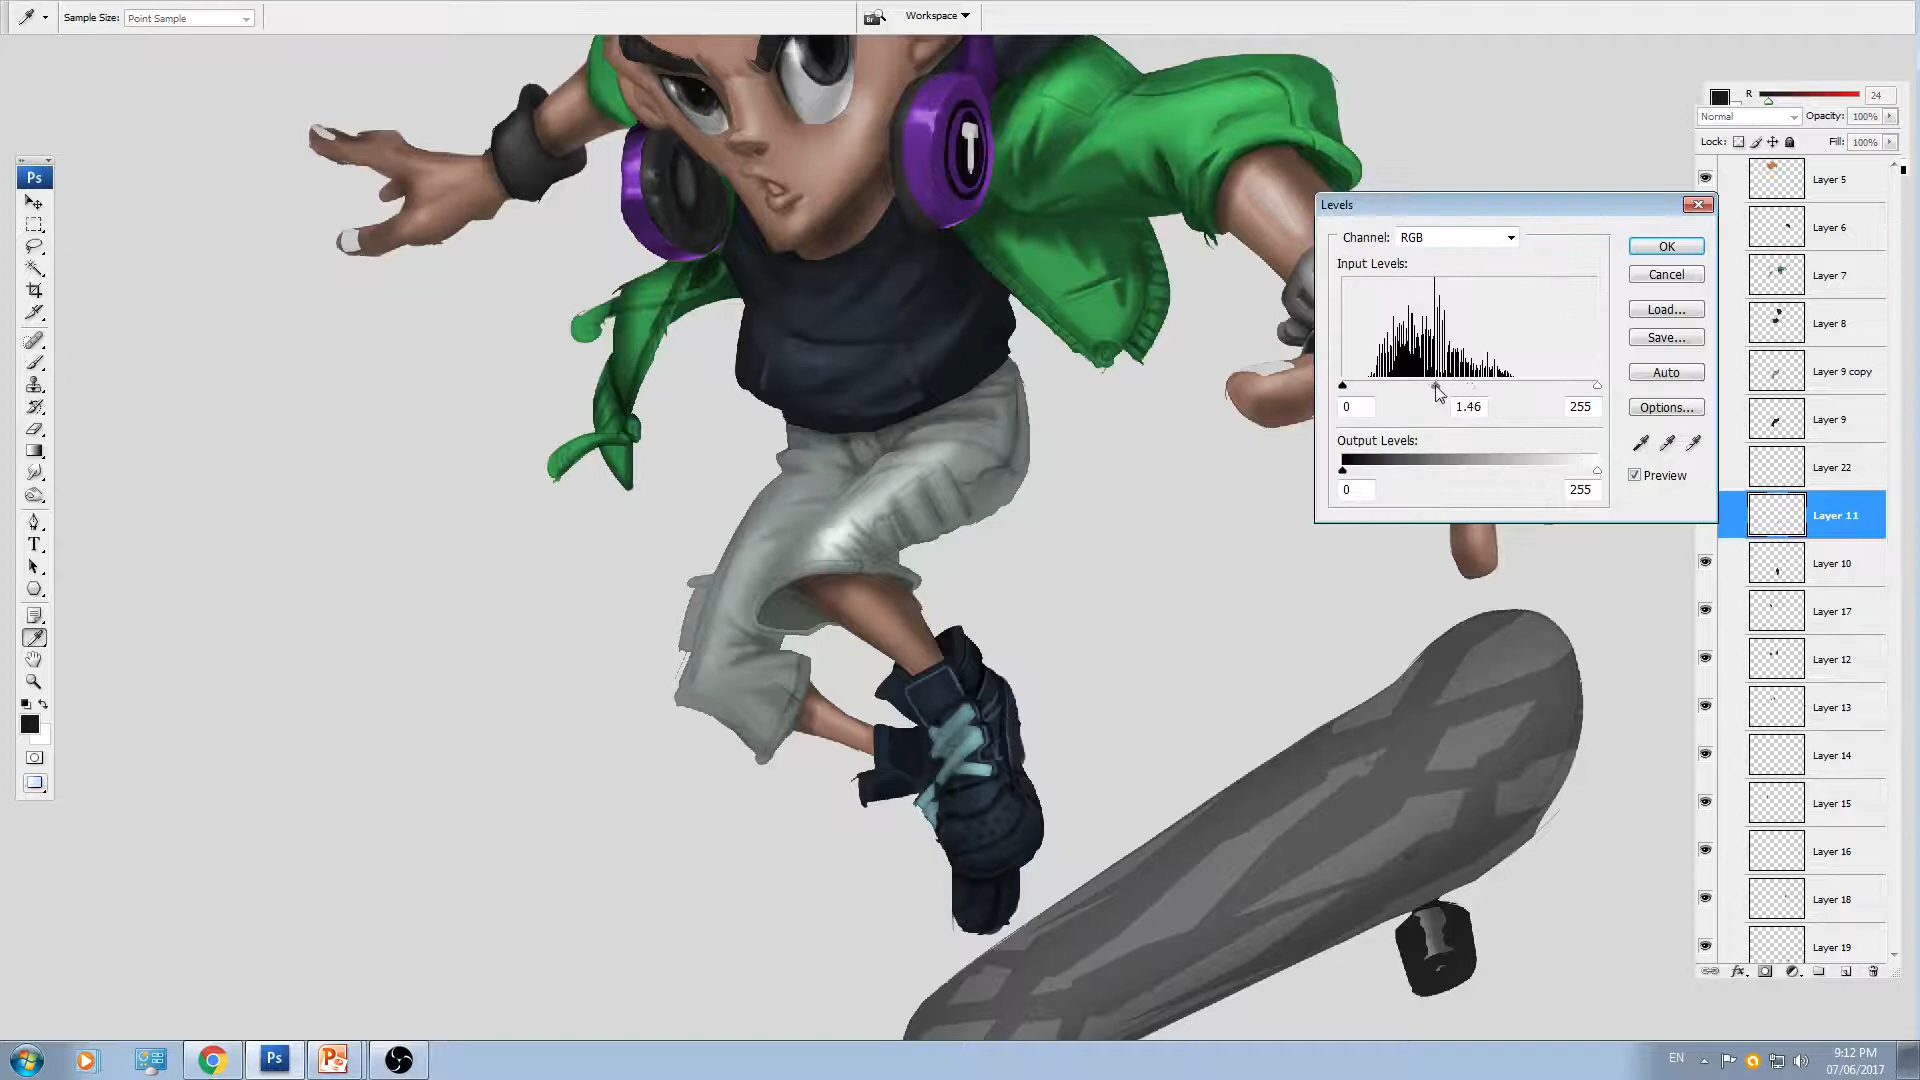 Sample Size: Point Sample
Br
Workspace
Ps
T
R 24
Normal Opacity: 100%
Lock: Fill: 100%
Layer 5
Layer 6
Layer 7
Layer 8
Layer 9 copy
Layer 9
Layer 22
Layer 11
Layer 10
Layer 17
Layer 12
Layer 13
Layer 14
Layer 15
Layer 16
Layer 18
Layer 19
fx
Levels
Channel: RGB
Input Levels:
0 1.46 255
Output Levels:
0 255
OK
Cancel
Load...
Save...
Auto
Options...
Preview
Ps
EN
9:12 PM
07/06/2017